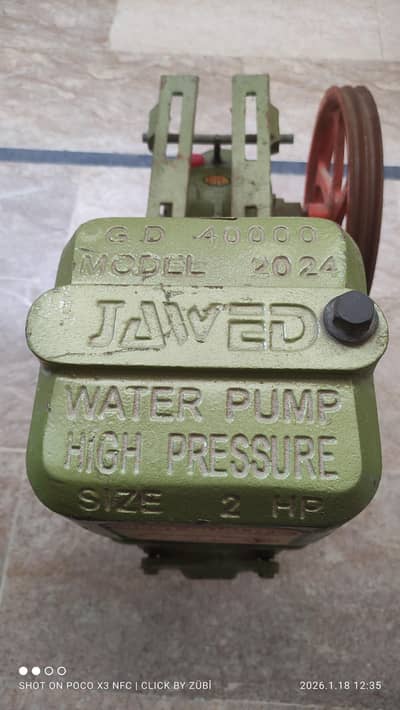 G.D 40000
MODEL 2024
JAWED
WATER PUMP
HiGH PRESSURE
SIZE 2 HP
SHOT ON POCO X3 NFC | CLICK BY ZÜBİ
2026.1.18 12:35